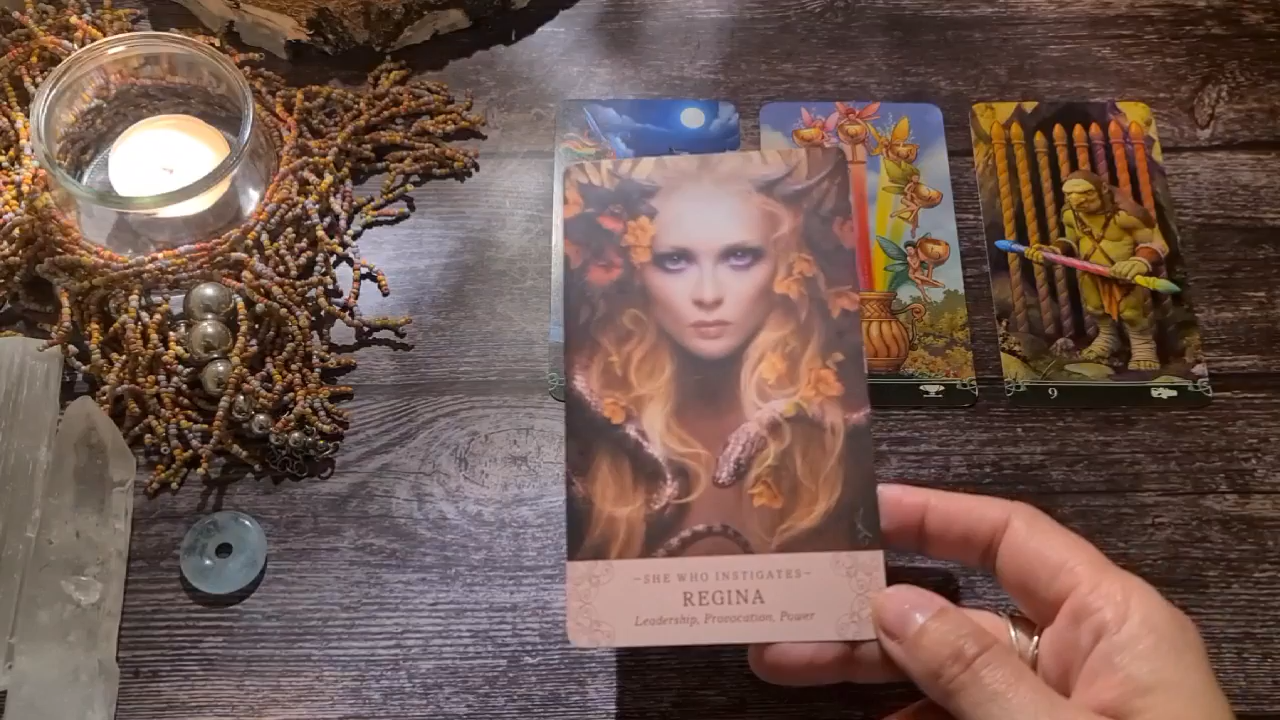 9
~SHE WHO INSTIGATES~
REGINA
Leadership, Provocation, Power